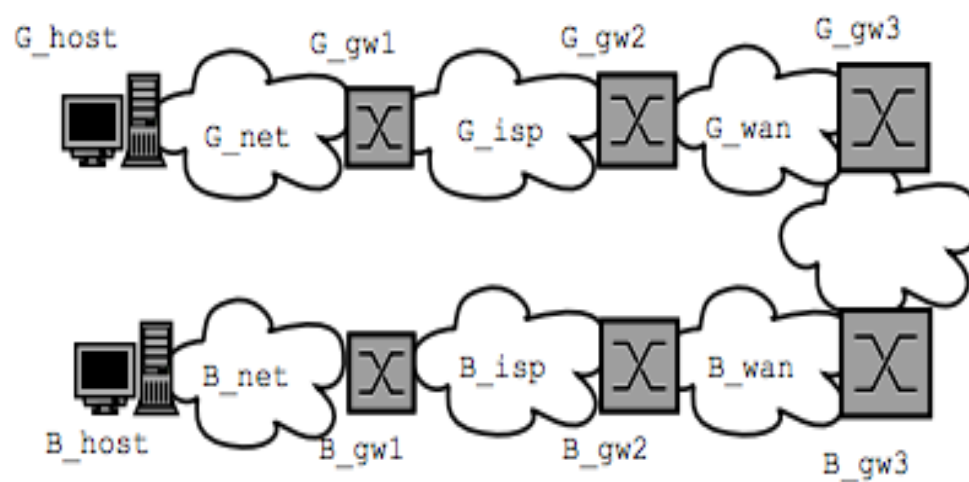 G_host
G_gw1
G_gw2
G_gw3
G_net
G_isp
G_wan
B_net
B_isp
B_wan
B_host
B_gw1
B_gw2
B_gw3